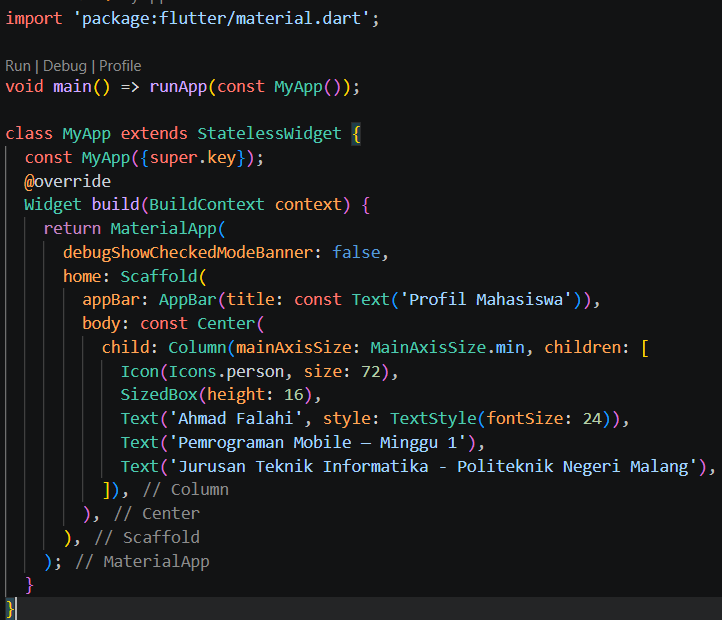 import 'package:flutter/material.dart';
Run | Debug | Profile
void main() => runApp(const MyApp());
class MyApp extends StatelessWidget {
  const MyApp({super.key});
  @override
  Widget build(BuildContext context) {
    return MaterialApp(
      debugShowCheckedModeBanner: false,
      home: Scaffold(
        appBar: AppBar(title: const Text('Profil Mahasiswa')),
        body: const Center(
          child: Column(mainAxisSize: MainAxisSize.min, children: [
            Icon(Icons.person, size: 72),
            SizedBox(height: 16),
            Text('Ahmad Falahi', style: TextStyle(fontSize: 24)),
            Text('Pemrograman Mobile — Minggu 1'),
            Text('Jurusan Teknik Informatika - Politeknik Negeri Malang'),
          ]), // Column
        ), // Center
      ), // Scaffold
    ); // MaterialApp
  }
}